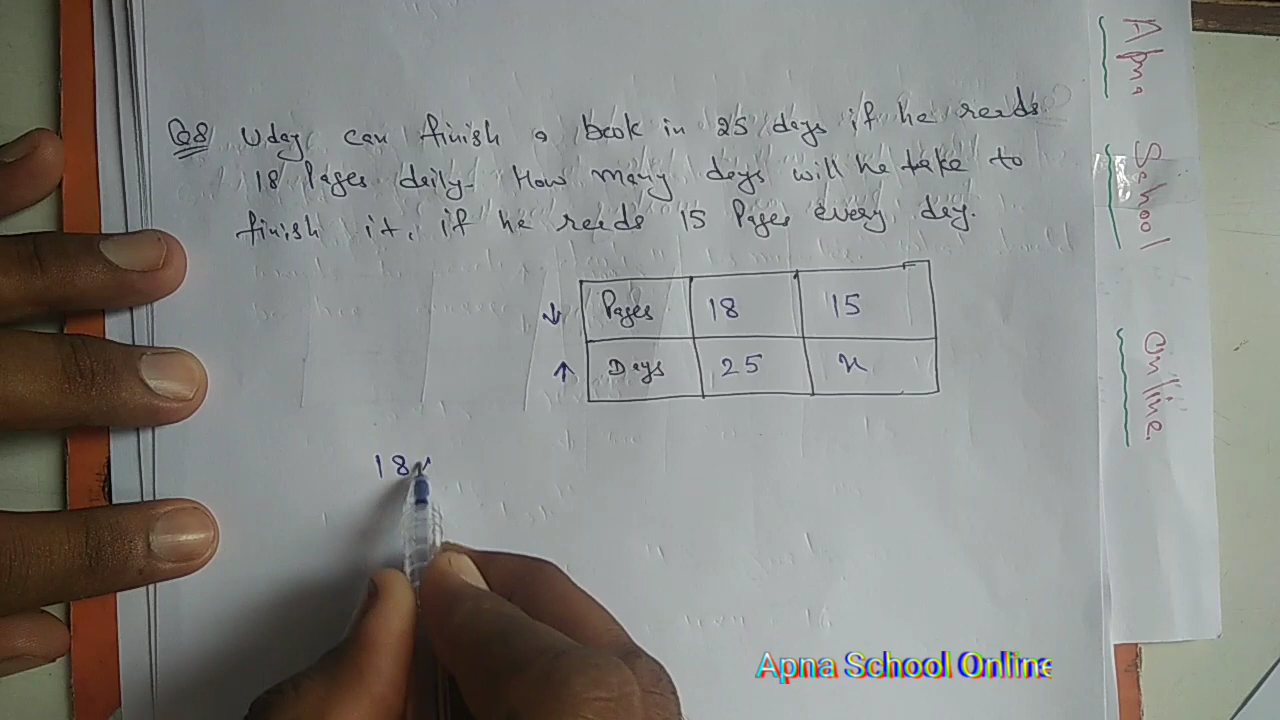 Q8 Uday can finish a book in 25 days if he reads
18 Pages daily. How many days will he take to
finish it, if he reads 15 Pages every day.
↓ Pages 18 15
↑ Days 25 x
18 ×
Apna School Online
Apna School Online